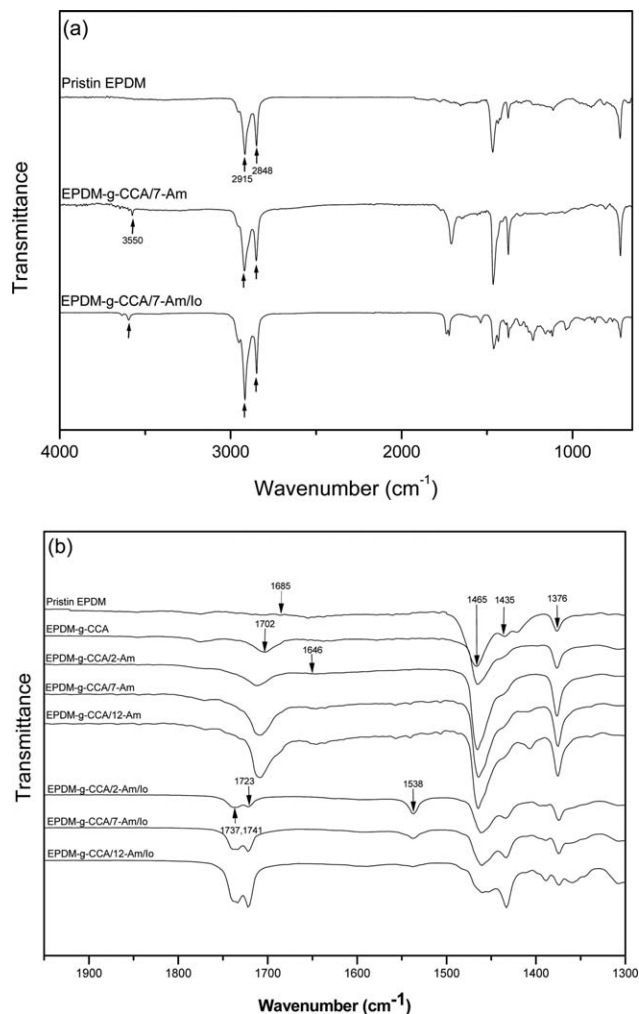 (a)
Pristin EPDM
2915
2848
EPDM-g-CCA/7-Am
3550
EPDM-g-CCA/7-Am/Io
Transmittance
4000 3000 2000 1000
Wavenumber (cm-1)
(b)
1685
1465
1435
1376
Pristin EPDM
EPDM-g-CCA
1702
1646
EPDM-g-CCA/2-Am
EPDM-g-CCA/7-Am
EPDM-g-CCA/12-Am
1723
1538
EPDM-g-CCA/2-Am/Io
1737,1741
EPDM-g-CCA/7-Am/Io
EPDM-g-CCA/12-Am/Io
Transmittance
1900 1800 1700 1600 1500 1400 1300
Wavenumber (cm-1)